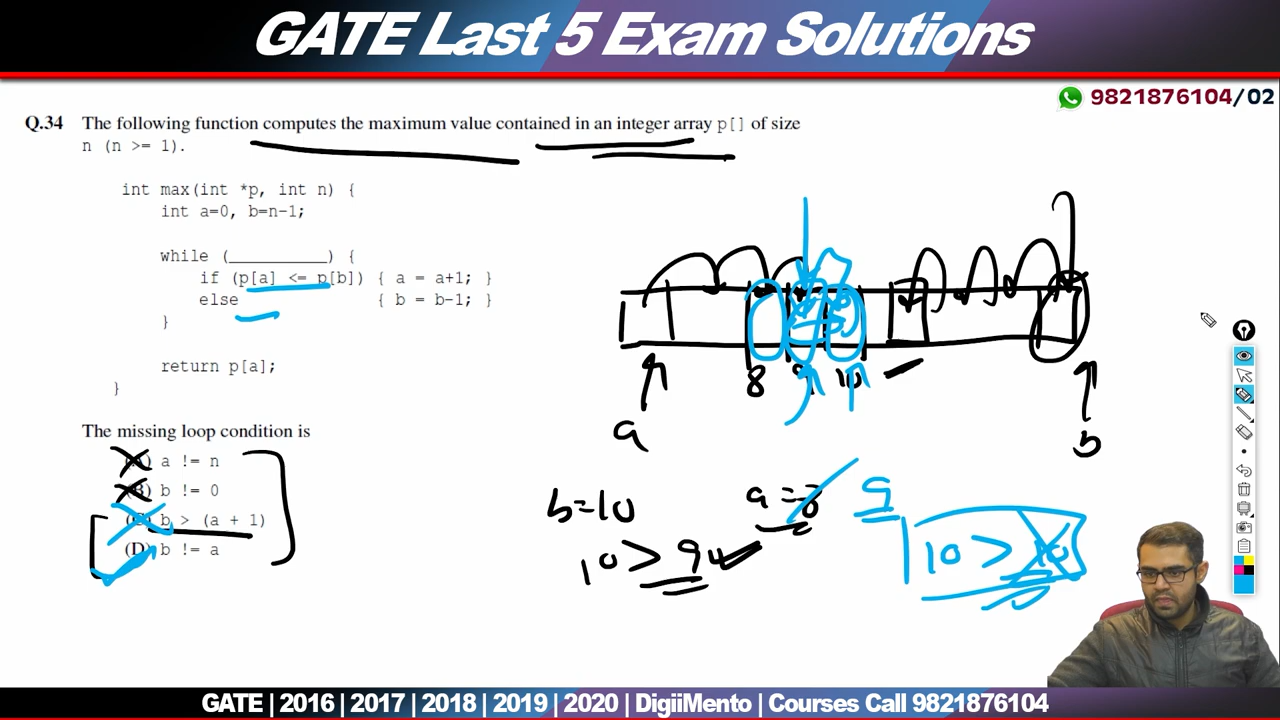 GATE Last 5 Exam Solutions
9821876104/02
Q.34 The following function computes the maximum value contained in an integer array p[] of size
n (n >= 1).
int max(int *p, int n) {
int a=0, b=n-1;
while (__________) {
if (p[a] <= p[b]) { a = a+1; }
else { b = b-1; }
}
return p[a];
}
The missing loop condition is
a != n
b != 0
b > (a + 1)
(D) b != a
8 9 10
a
b
b=10
a=8
9
10 > 9
10 > 10
GATE | 2016 | 2017 | 2018 | 2019 | 2020 | DigiiMento | Courses Call 9821876104